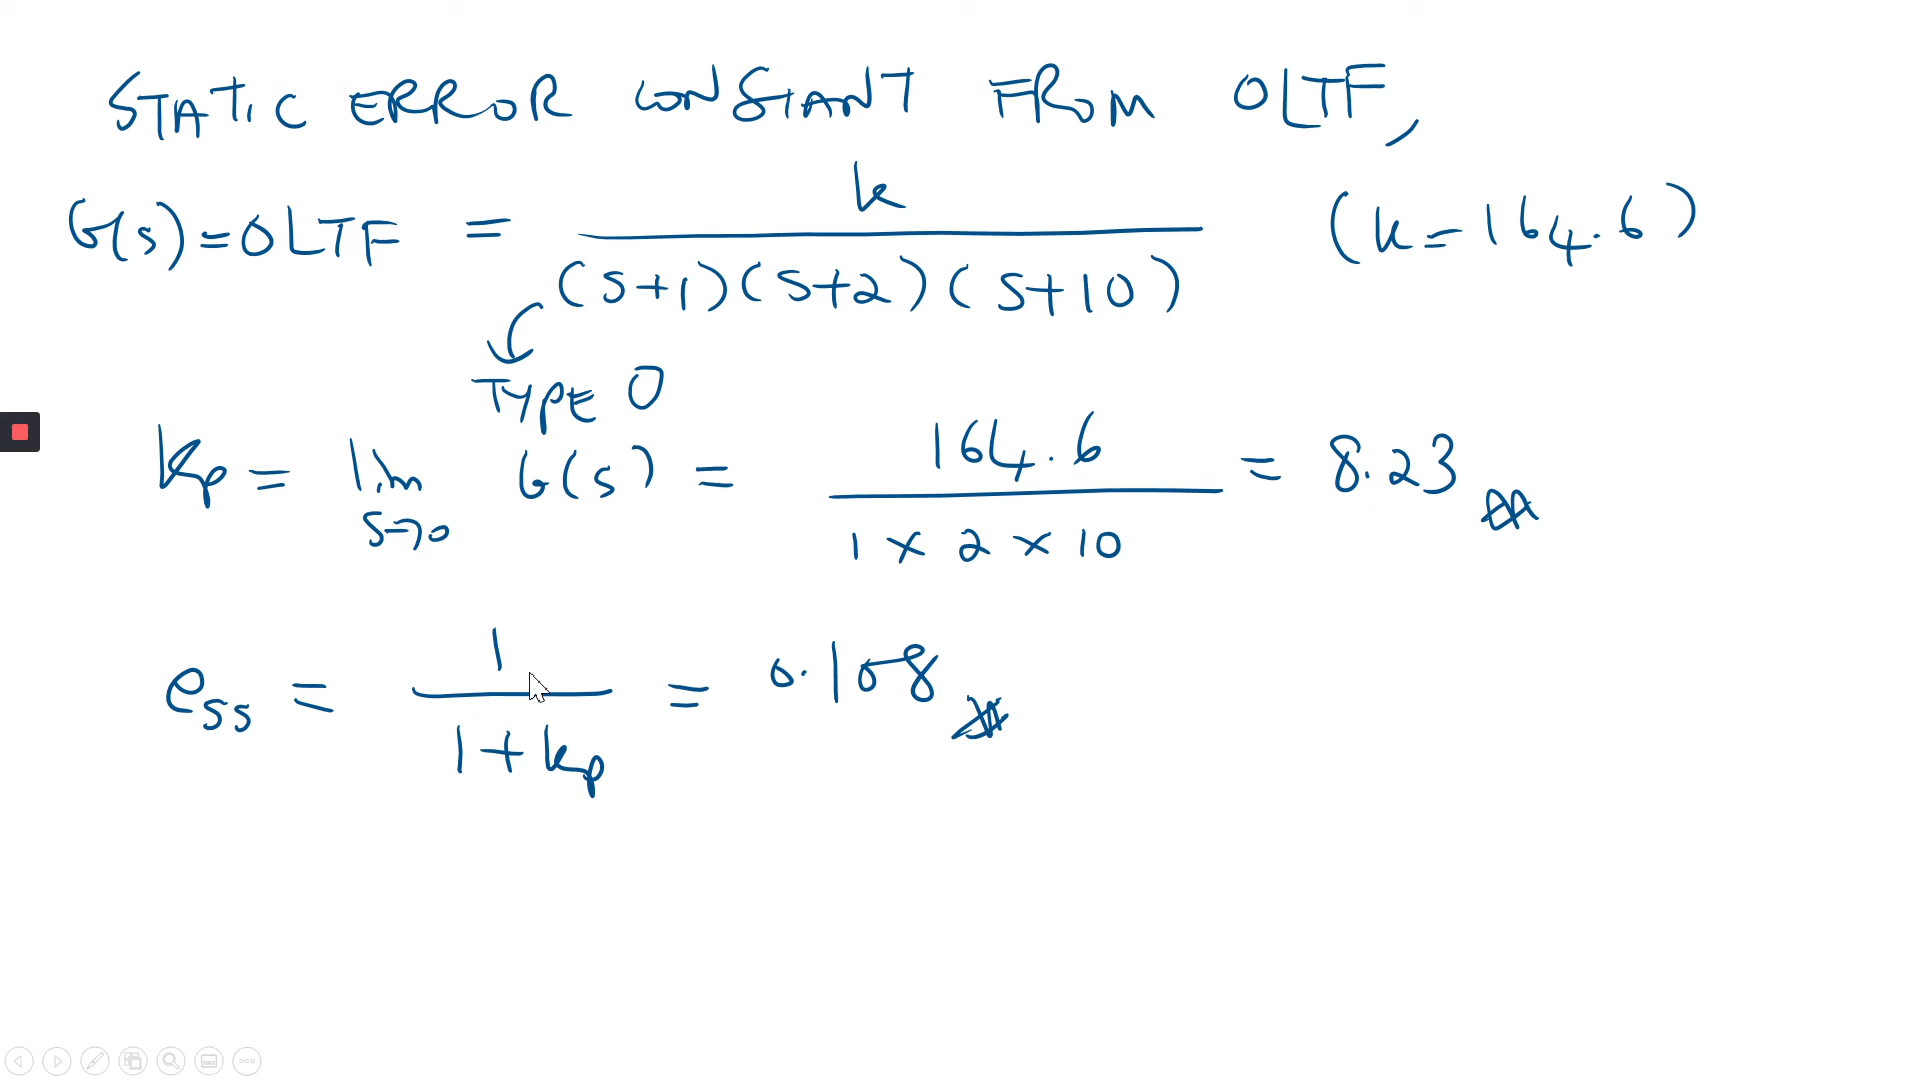 STATIC ERROR CONSTANT FROM OLTF,
G(s) = OLTF = k / (s+1)(s+2)(s+10) (k=164.6)
TYPE 0
kp = lim s→0 G(s) = 164.6 / 1 × 2 × 10 = 8.23
ess = 1 / 1+kp = 0.108